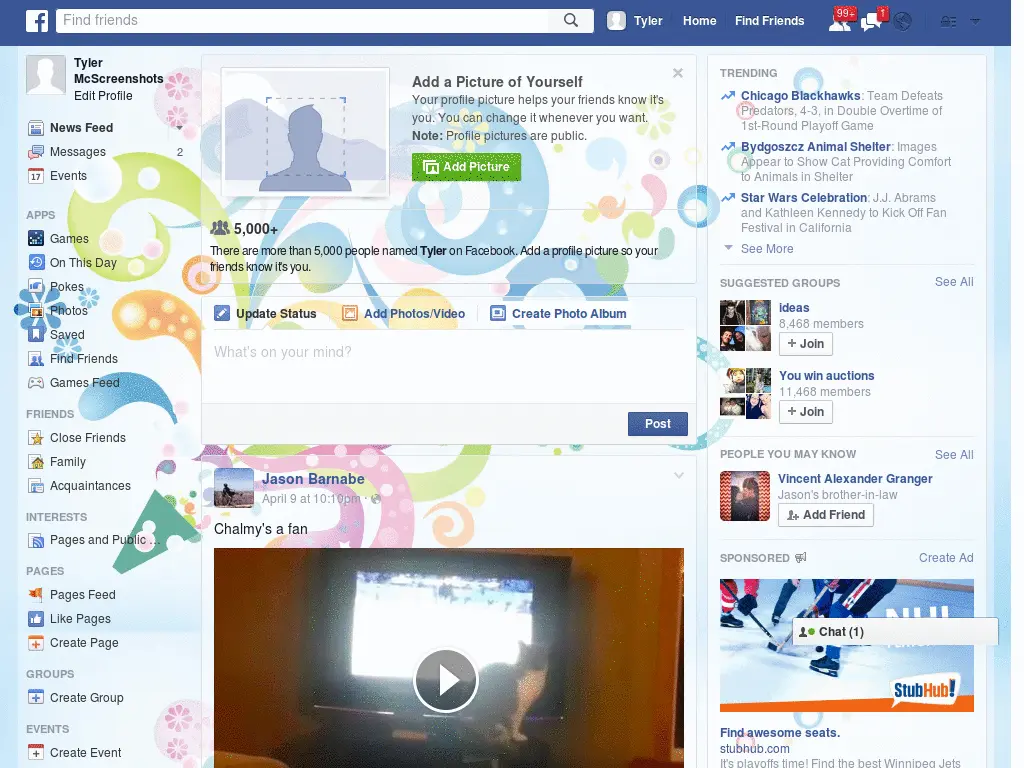 f
Find friends
Tyler Home Find Friends 99+ 1
Tyler
McScreenshots
Edit Profile
News Feed
Messages 2
17 Events
APPS
Games
On This Day
Pokes
Photos
Saved
Find Friends
Games Feed
FRIENDS
Close Friends
Family
Acquaintances
INTERESTS
Pages and Public ...
PAGES
Pages Feed
Like Pages
Create Page
GROUPS
Create Group
EVENTS
Create Event
Add a Picture of Yourself
Your profile picture helps your friends know it's
you. You can change it whenever you want.
Note: Profile pictures are public.
Add Picture
5,000+
There are more than 5,000 people named Tyler on Facebook. Add a profile picture so your
friends know it's you.
Update Status Add Photos/Video Create Photo Album
What's on your mind?
Post
Jason Barnabe
April 9 at 10:10pm ·
Chalmy's a fan
TRENDING
Chicago Blackhawks: Team Defeats
Predators, 4-3, in Double Overtime of
1st-Round Playoff Game
Bydgoszcz Animal Shelter: Images
Appear to Show Cat Providing Comfort
to Animals in Shelter
Star Wars Celebration: J.J. Abrams
and Kathleen Kennedy to Kick Off Fan
Festival in California
See More
SUGGESTED GROUPS See All
ideas
8,468 members
+ Join
You win auctions
11,468 members
+ Join
PEOPLE YOU MAY KNOW See All
Vincent Alexander Granger
Jason's brother-in-law
Add Friend
SPONSORED Create Ad
NHL
Chat (1)
StubHub!
Find awesome seats.
stubhub.com
It's playoffs time! Find the best Winnipeg Jets